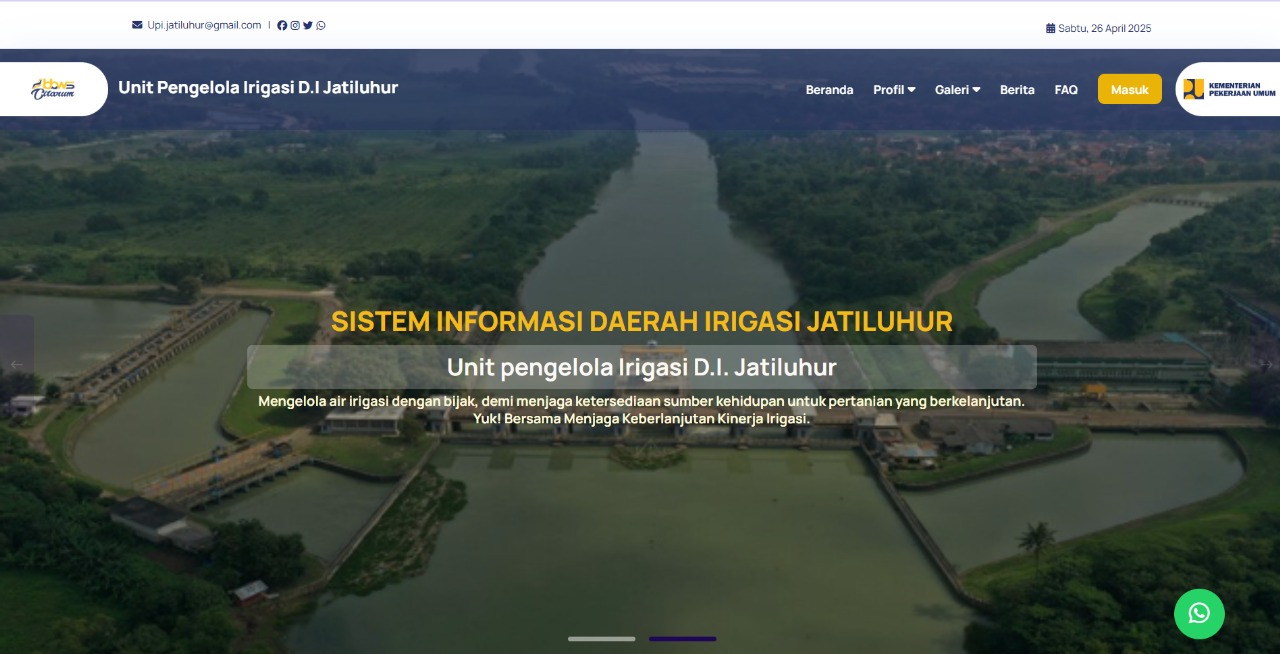 Upi.jatiluhur@gmail.com |
Sabtu, 26 April 2025
bbws
Citarum
Unit Pengelola Irigasi D.I Jatiluhur
Beranda
Profil
Galeri
Berita
FAQ
Masuk
KEMENTERIAN
PEKERJAAN UMUM
SISTEM INFORMASI DAERAH IRIGASI JATILUHUR
Unit pengelola Irigasi D.I. Jatiluhur
Mengelola air irigasi dengan bijak, demi menjaga ketersediaan sumber kehidupan untuk pertanian yang berkelanjutan.
Yuk! Bersama Menjaga Keberlanjutan Kinerja Irigasi.